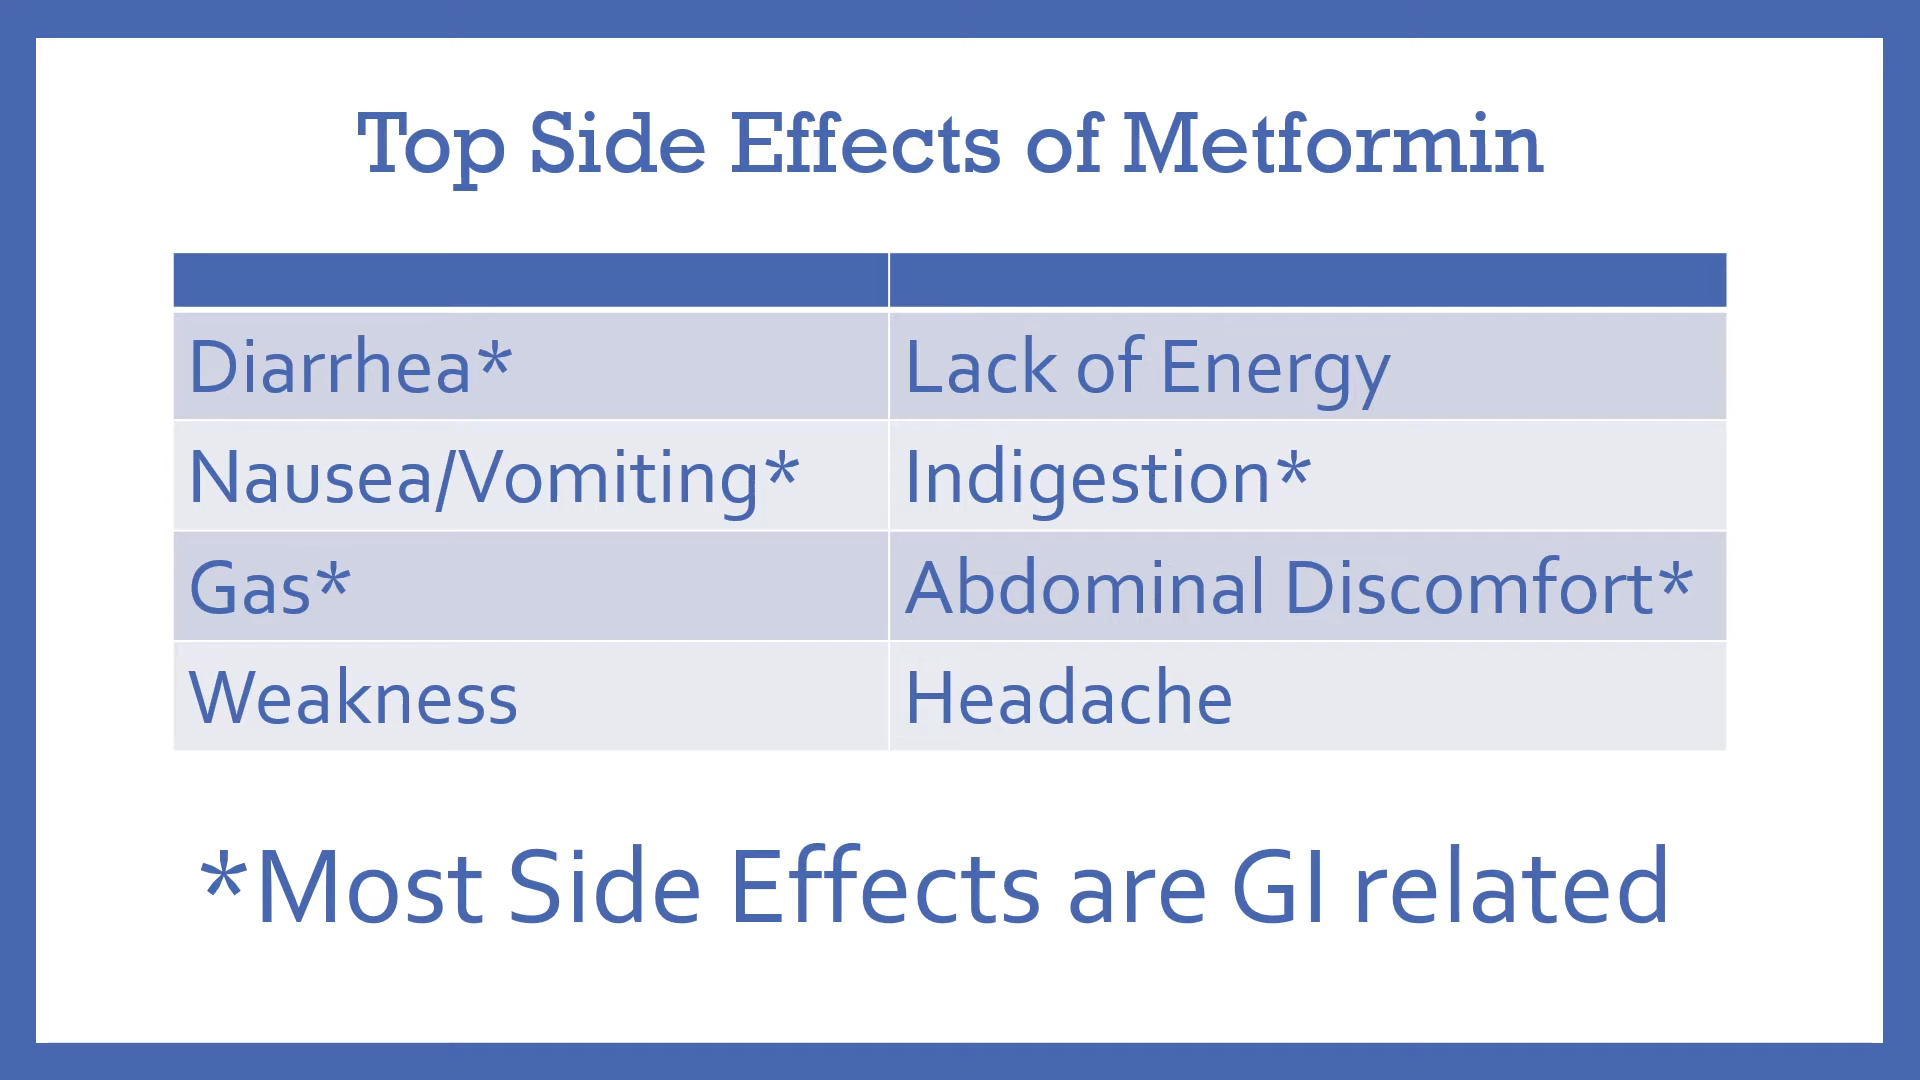 Top Side Effects of Metformin
Diarrhea* Lack of Energy
Nausea/Vomiting* Indigestion*
Gas* Abdominal Discomfort*
Weakness Headache
*Most Side Effects are GI related